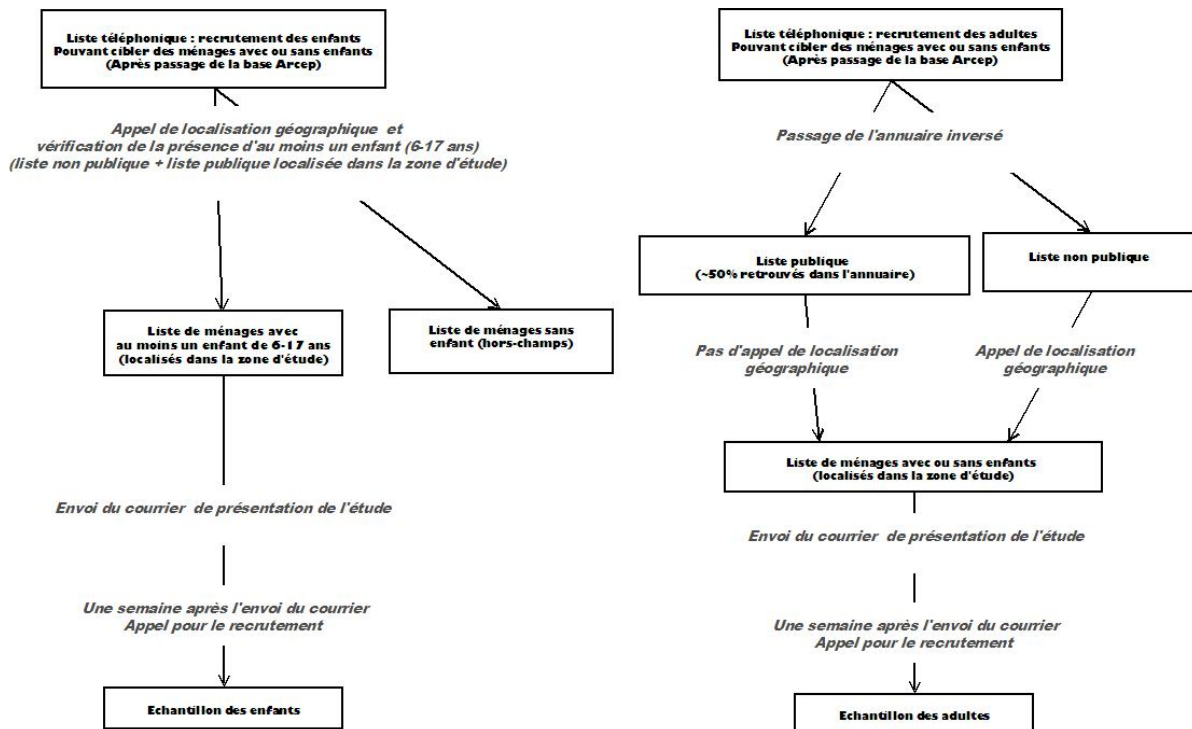 Liste téléphonique : recrutement des enfants
Pouvant cibler des ménages avec ou sans enfants
(Après passage de la base Arcep)
Appel de localisation géographique et
vérification de la présence d'au moins un enfant (6-17 ans)
(liste non publique + liste publique localisée dans la zone d'étude)
Liste de ménages avec
au moins un enfant de 6-17 ans
(localisés dans la zone d'étude)
Liste de ménages sans
enfant (hors-champs)
Envoi du courrier de présentation de l'étude
Une semaine après l'envoi du courrier
Appel pour le recrutement
Echantillon des enfants
Liste téléphonique : recrutement des adultes
Pouvant cibler des ménages avec ou sans enfants
(Après passage de la base Arcep)
Passage de l'annuaire inversé
Liste publique
(~50% retrouvés dans l'annuaire)
Liste non publique
Pas d'appel de localisation
géographique
Appel de localisation
géographique
Liste de ménages avec ou sans enfants
(localisés dans la zone d'étude)
Envoi du courrier de présentation de l'étude
Une semaine après l'envoi du courrier
Appel pour le recrutement
Echantillon des adultes